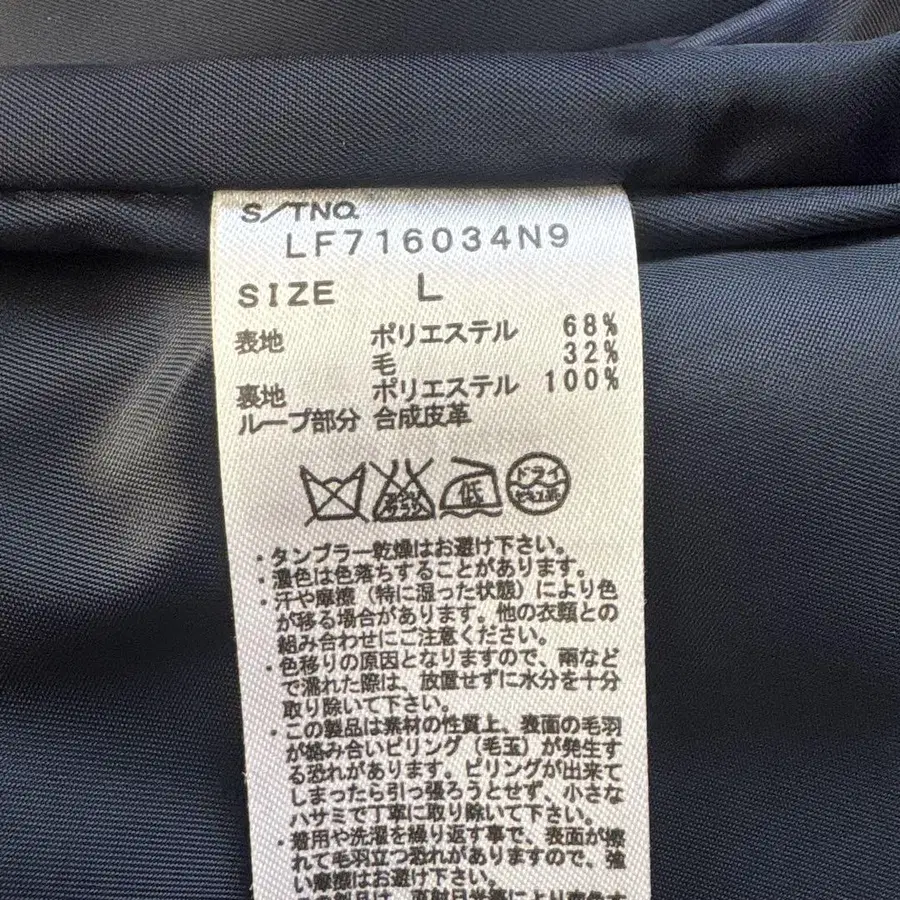 S/TNO.
LF716034N9
SIZE L
表地 ポリエステル 68%
毛 32%
裏地 ポリエステル 100%
ループ部分 合成皮革
低 ドライ
・タンブラー乾燥はお避け下さい。
・濃色は色落ちすることがあります。
・汗や摩擦（特に湿った状態）により色
が移る場合があります。他の衣類との
組み合わせにご注意ください。
・色移りの原因となりますので、雨など
で濡れた際は、放置せずに水分を十分
取り除いて下さい。
・この製品は素材の性質上、表面の毛羽
が絡み合いピリング（毛玉）が発生す
る恐れがあります。ピリングが出来て
しまったら引っ張ろうとせず、小さな
ハサミで丁寧に取り除いて下さい。
・着用や洗濯を繰り返す事で、表面が擦
れて毛羽立つ恐れがありますので、強
い摩擦はお避け下さい。